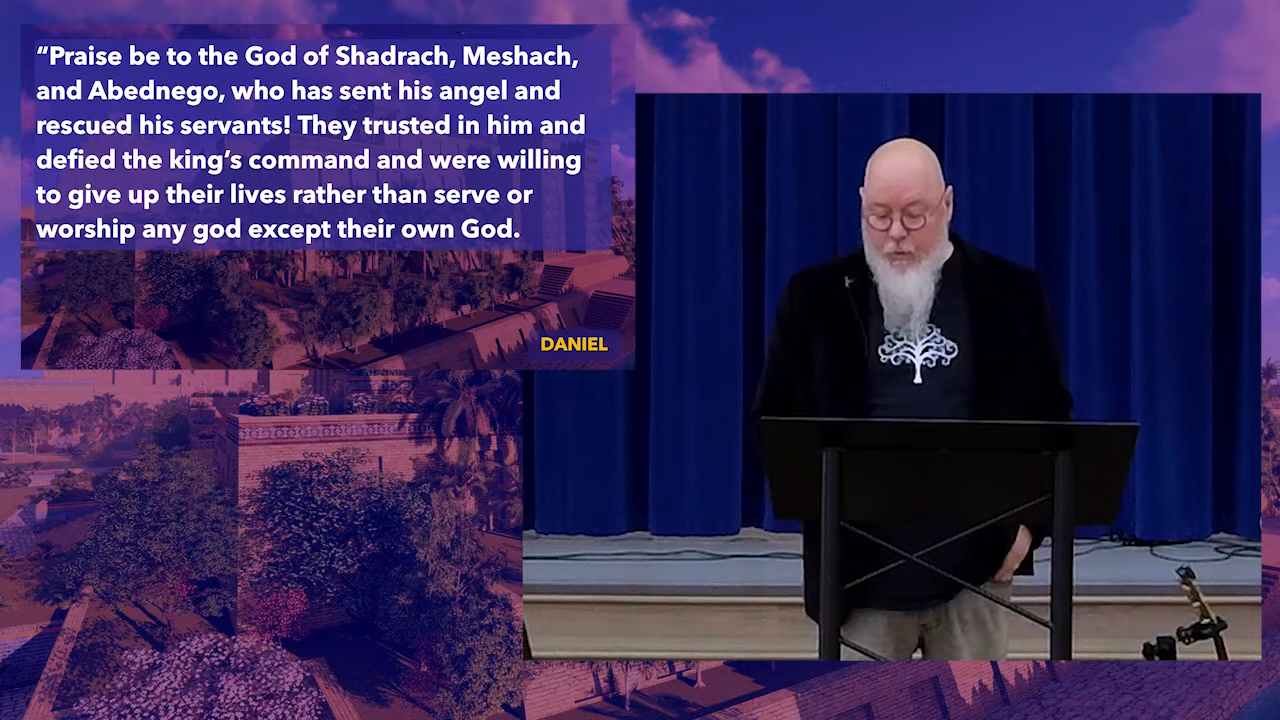 “Praise be to the God of Shadrach, Meshach,
and Abednego, who has sent his angel and
rescued his servants! They trusted in him and
defied the king’s command and were willing
to give up their lives rather than serve or
worship any god except their own God.
DANIEL